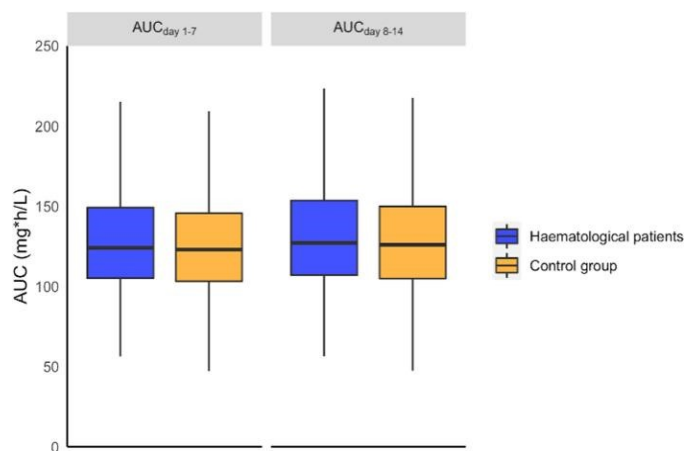 AUCday 1-7
AUCday 8-14
250
200
150
100
50
0
AUC (mg*h/L)
Haematological patients
Control group